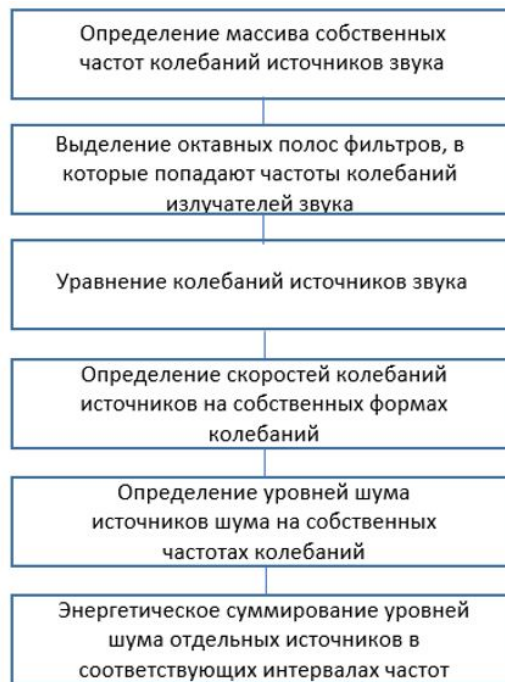 Определение массива собственных
частот колебаний источников звука
Выделение октавных полос фильтров, в
которые попадают частоты колебаний
излучателей звука
Уравнение колебаний источников звука
Определение скоростей колебаний
источников на собственных формах
колебаний
Определение уровней шума
источников шума на собственных
частотах колебаний
Энергетическое суммирование уровней
шума отдельных источников в
соответствующих интервалах частот